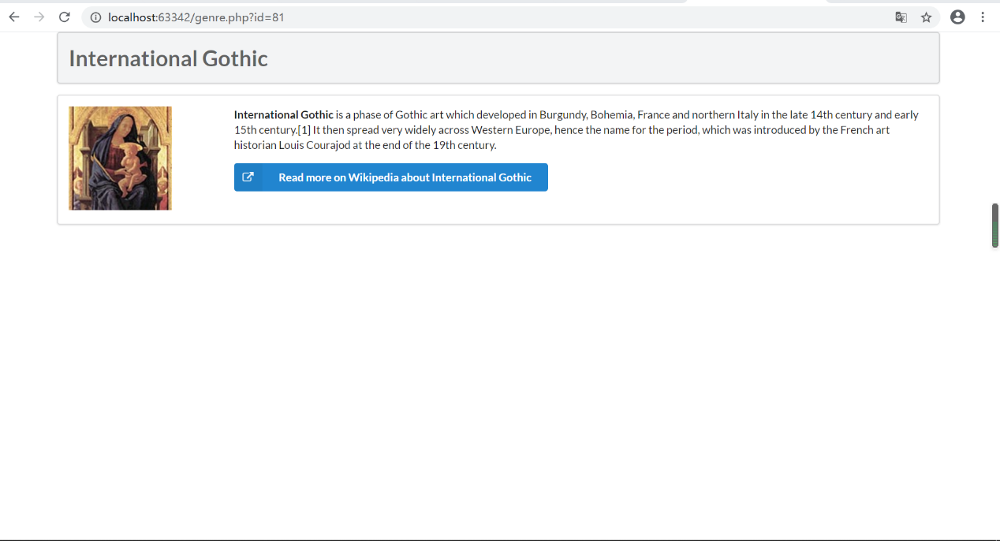 localhost:63342/genre.php?id=81
International Gothic
International Gothic is a phase of Gothic art which developed in Burgundy, Bohemia, France and northern Italy in the late 14th century and early
15th century.[1] It then spread very widely across Western Europe, hence the name for the period, which was introduced by the French art
historian Louis Courajod at the end of the 19th century.
Read more on Wikipedia about International Gothic